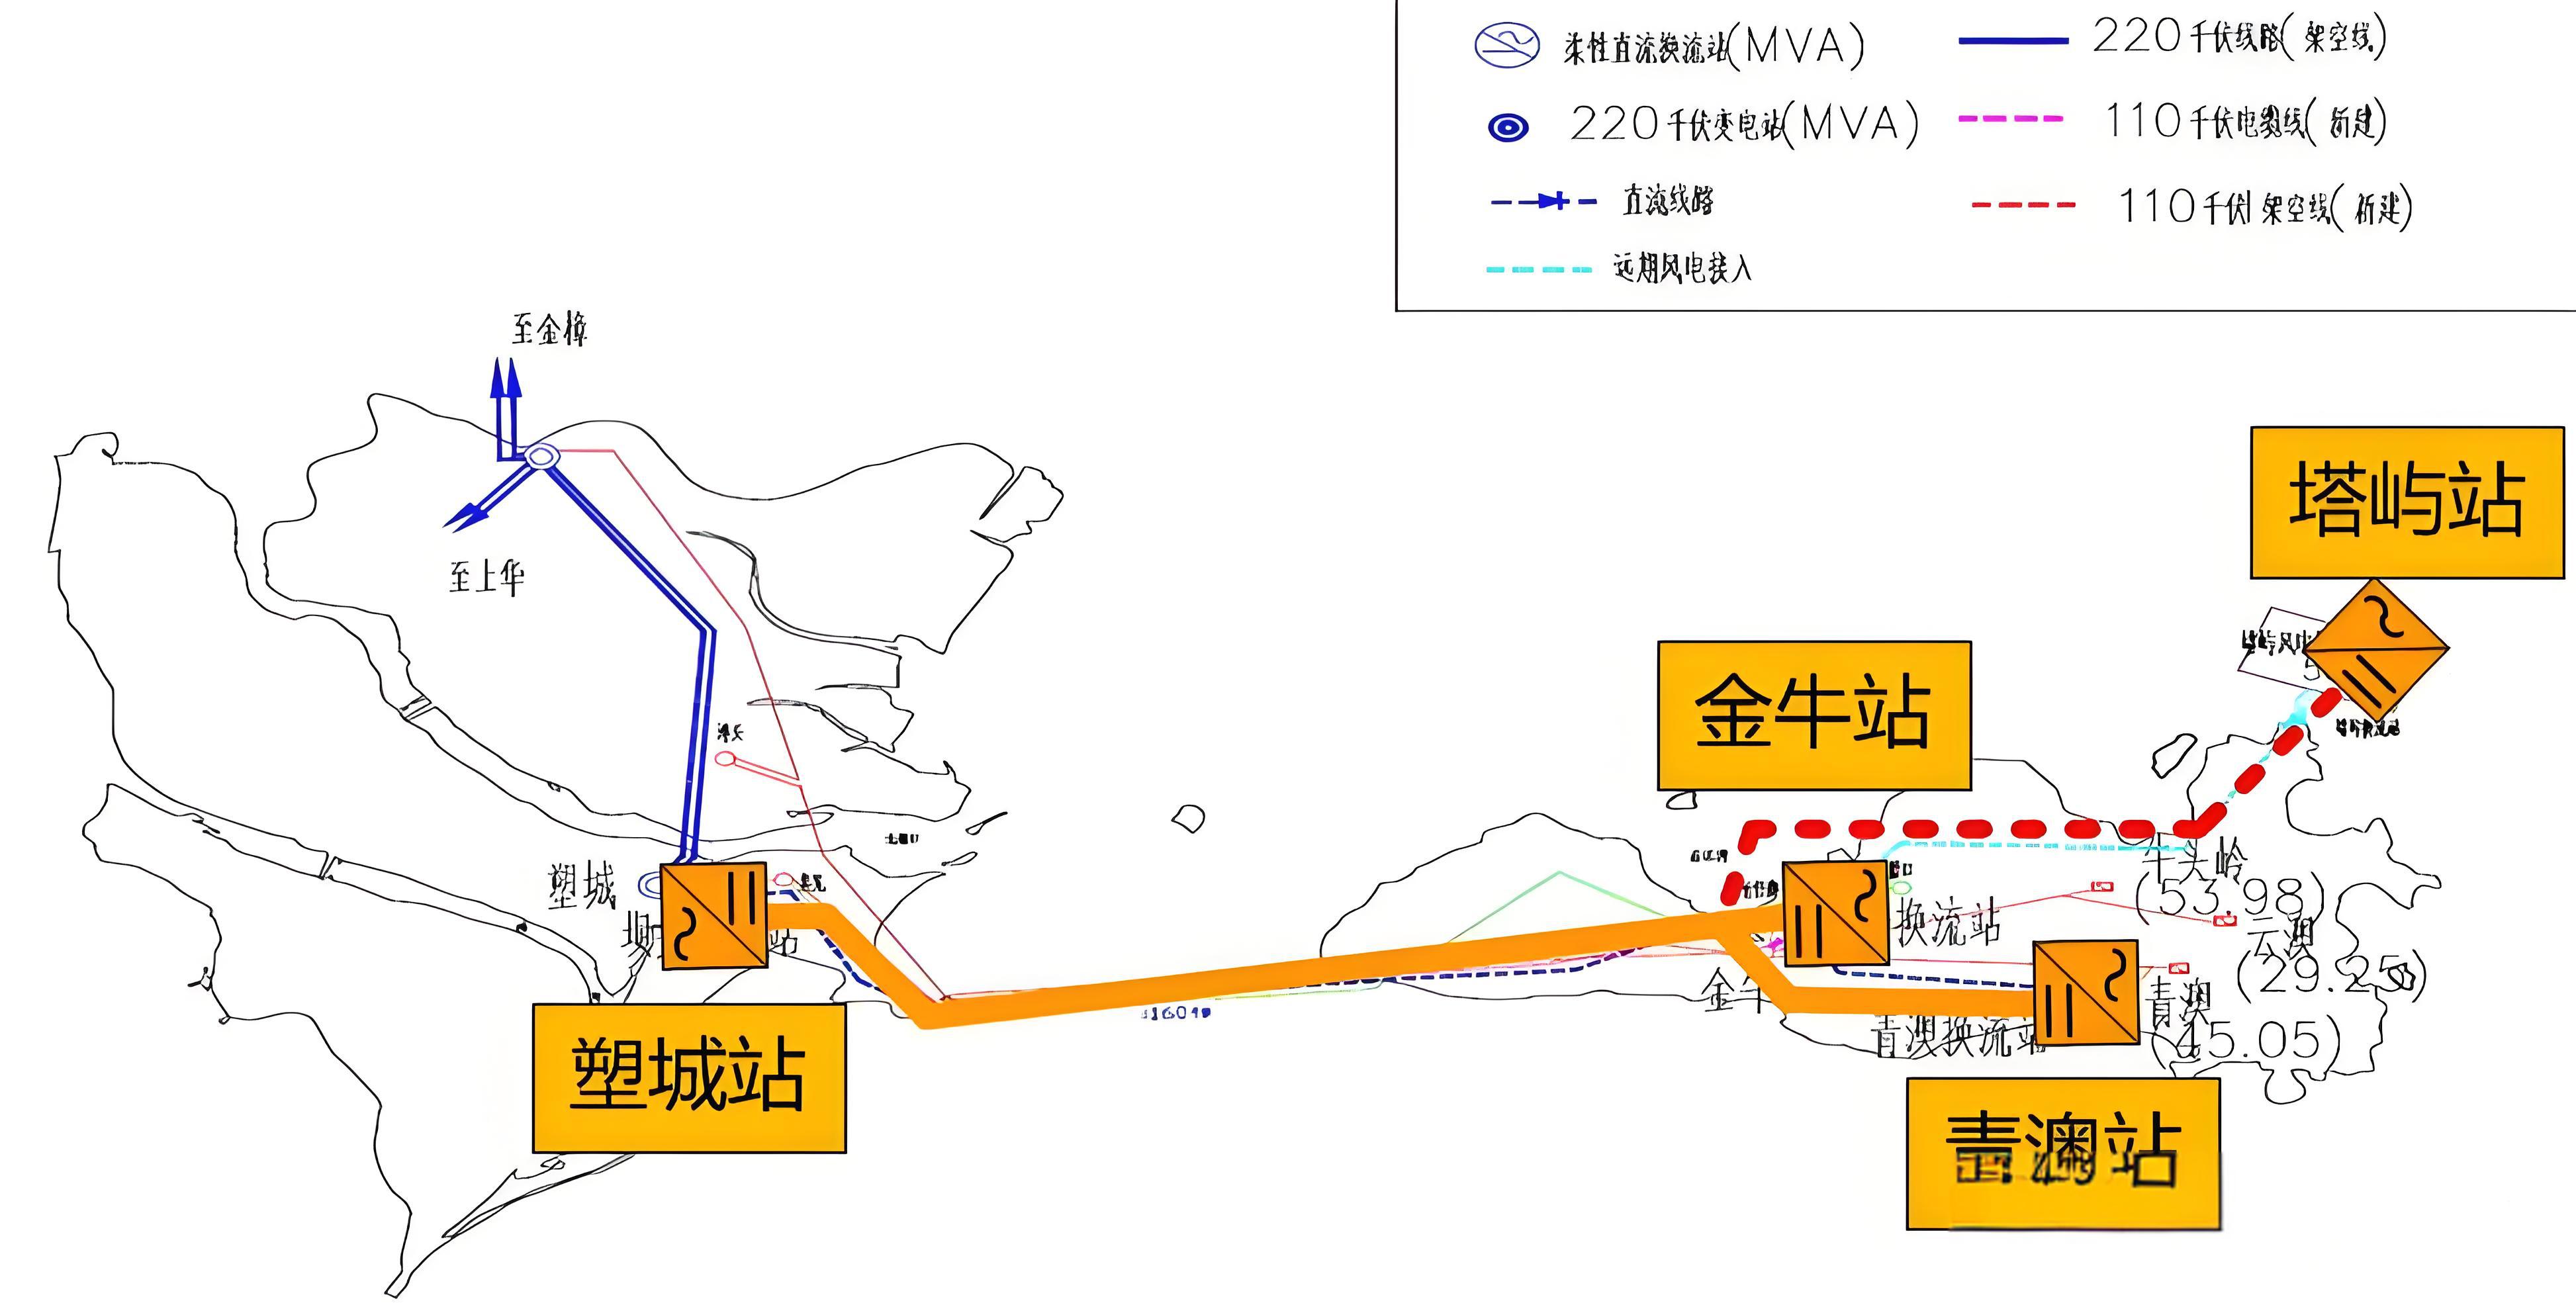 柔性直流换流站(MVA)
220千伏线路(架空线)
220千伏变电站(MVA)
110千伏电缆线(新建)
直流线路
110千伏架空线(新建)
远期风电接入
至金樟
至上华
塔屿站
金牛站
牛头岭
(53.98)
塑城
站
换流站
云澳
(29.25)
金牛
青澳
青澳换流站
(45.05)
塑城站
青澳站